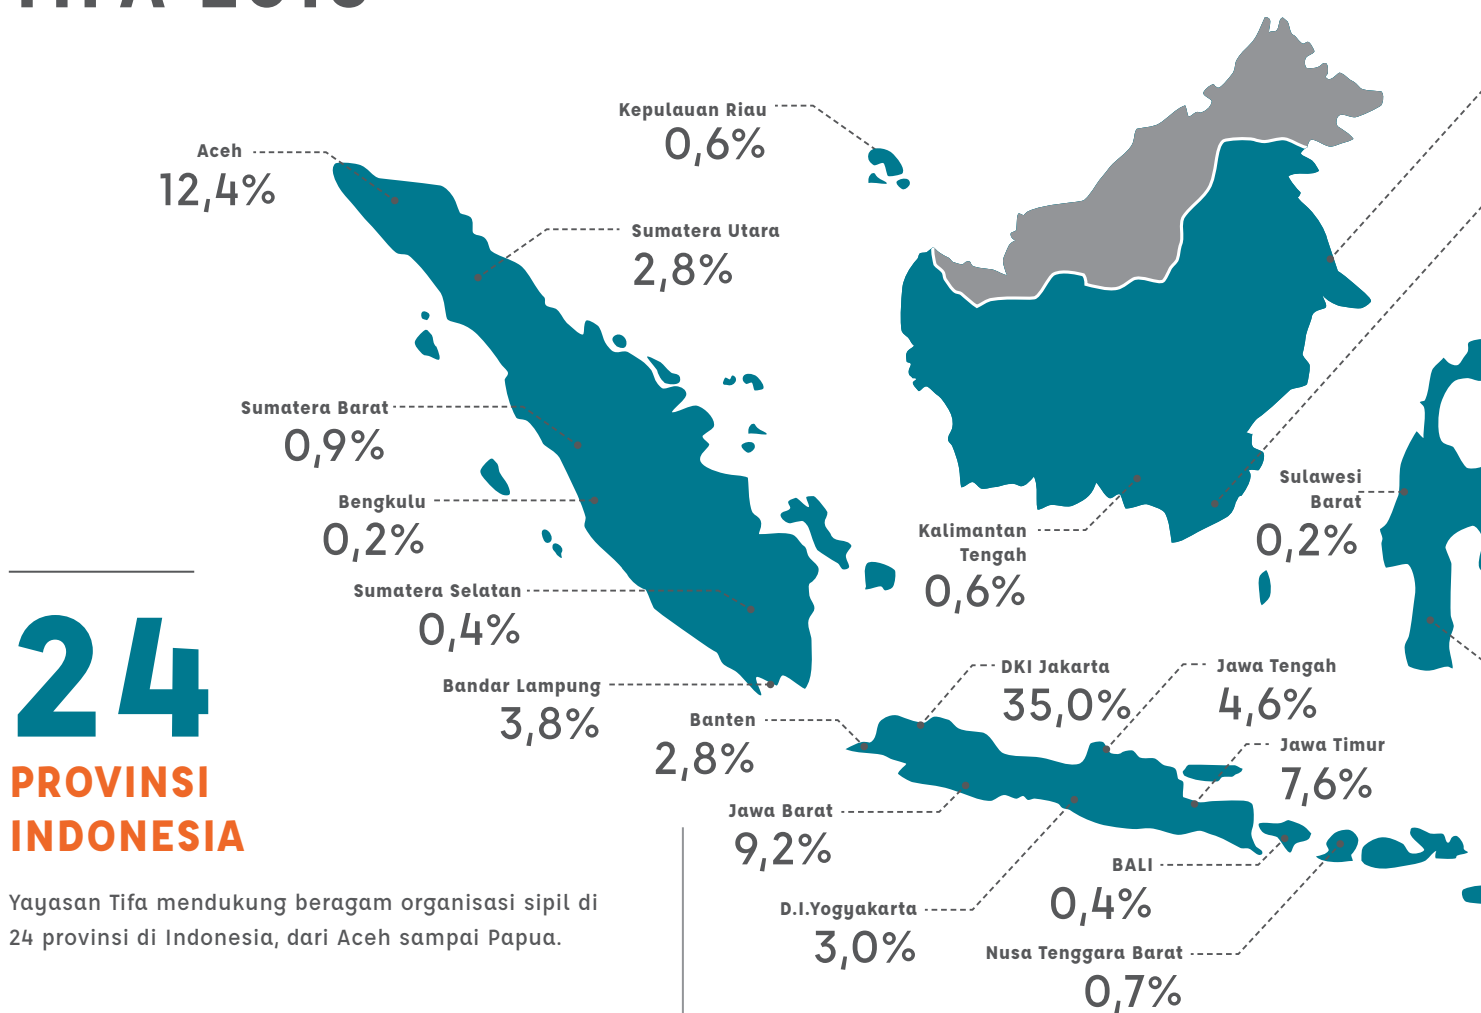 Kepulauan Riau
0,6%
Aceh
12,4%
Sumatera Utara
2,8%
Sumatera Barat
0,9%
Bengkulu
0,2%
Sumatera Selatan
0,4%
Bandar Lampung
3,8%
Kalimantan
Tengah
0,6%
Sulawesi
Barat
0,2%
Banten
2,8%
DKI Jakarta
35,0%
Jawa Tengah
4,6%
Jawa Timur
7,6%
Jawa Barat
9,2%
BALI
0,4%
D.I.Yogyakarta
3,0%
Nusa Tenggara Barat
0,7%
24
PROVINSI
INDONESIA
Yayasan Tifa mendukung beragam organisasi sipil di
24 provinsi di Indonesia, dari Aceh sampai Papua.